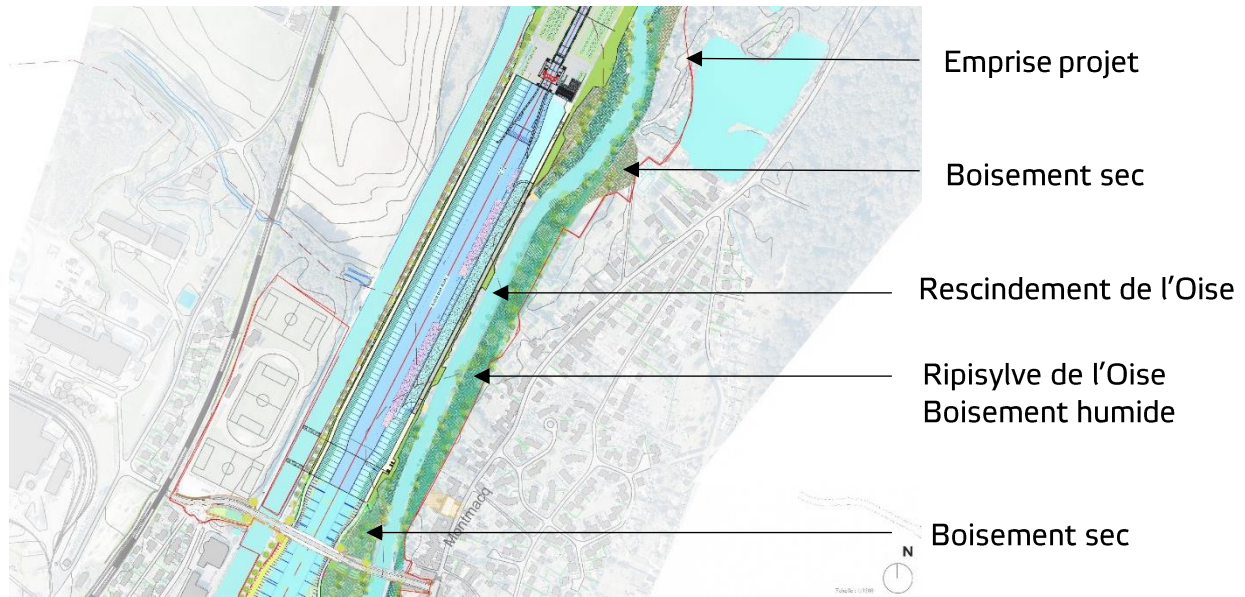 Emprise projet
Boisement sec
Rescindement de l'Oise
Ripisylve de l'Oise
Boisement humide
Boisement sec
Montmacq
N